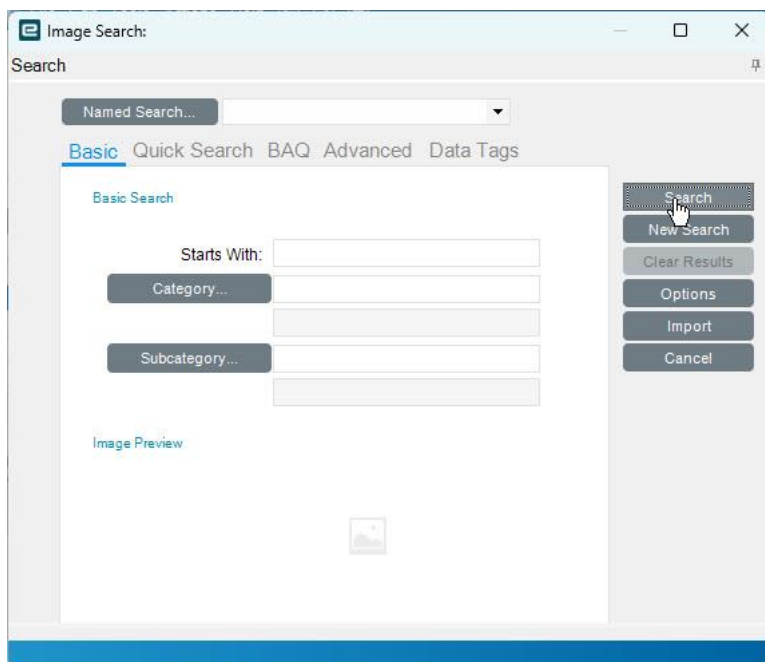 Image Search:
Search
Named Search...
Basic Quick Search BAQ Advanced Data Tags
Basic Search
Starts With:
Category...
Subcategory...
Image Preview
Search
New Search
Clear Results
Options
Import
Cancel